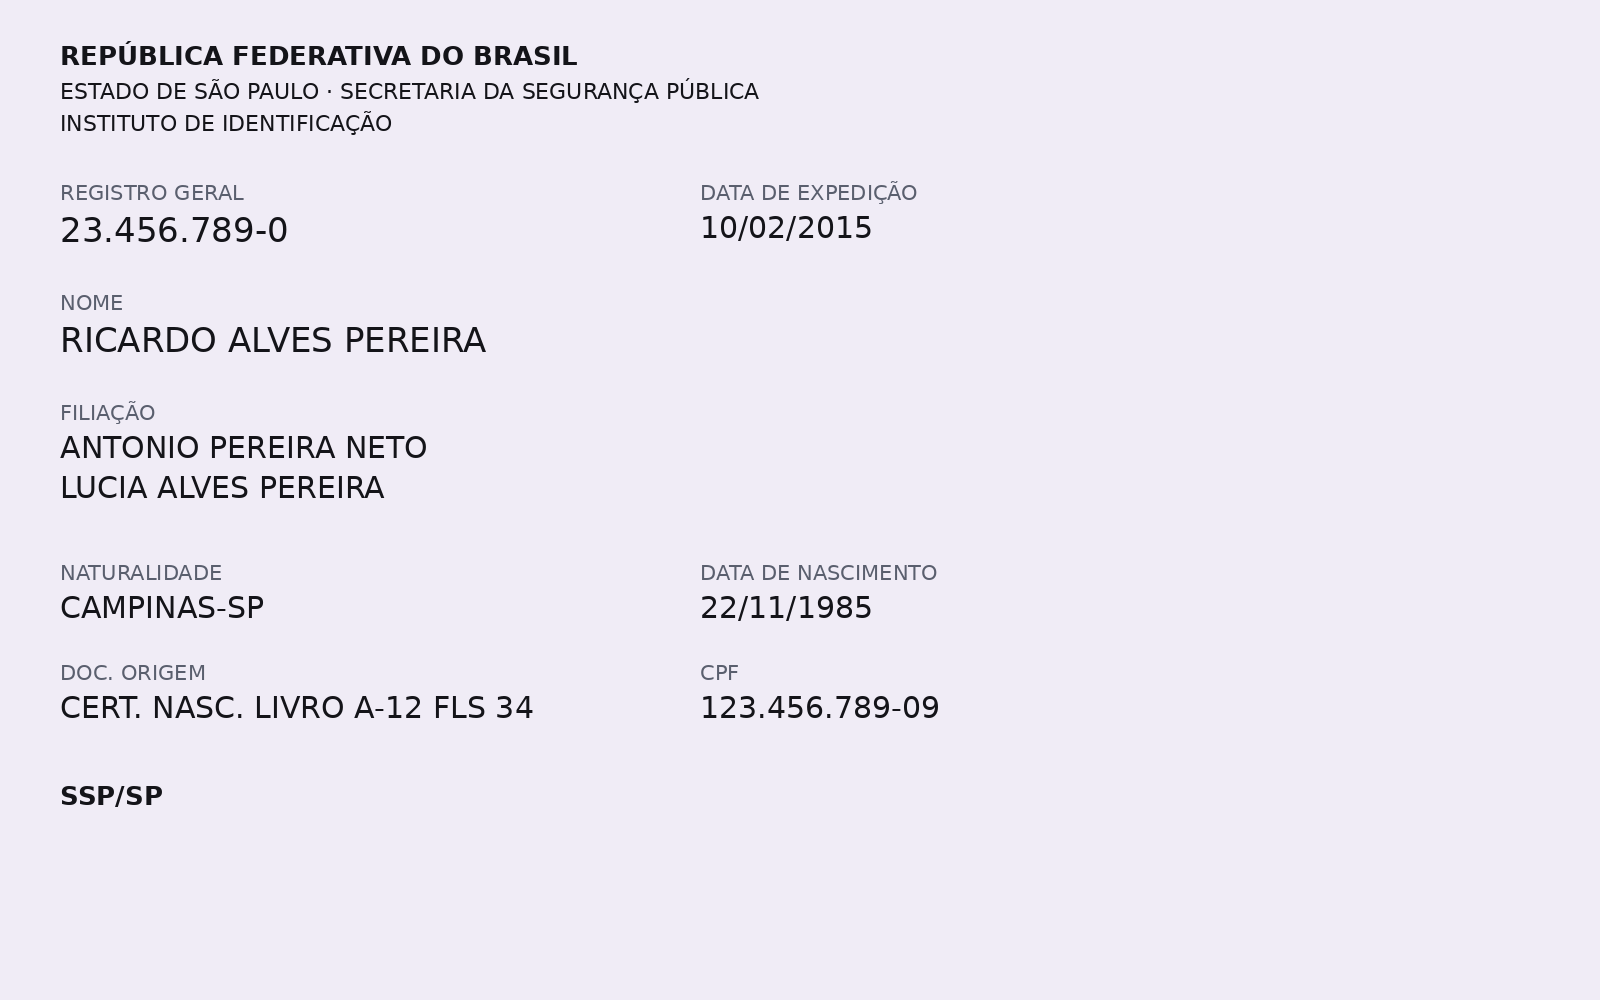 REPÚBLICA FEDERATIVA DO BRASIL
ESTADO DE SÃO PAULO · SECRETARIA DA SEGURANÇA PÚBLICA
INSTITUTO DE IDENTIFICAÇÃO
REGISTRO GERAL
23.456.789-0
DATA DE EXPEDIÇÃO
10/02/2015
NOME
RICARDO ALVES PEREIRA
FILIAÇÃO
ANTONIO PEREIRA NETO
LUCIA ALVES PEREIRA
NATURALIDADE
CAMPINAS-SP
DATA DE NASCIMENTO
22/11/1985
DOC. ORIGEM
CERT. NASC. LIVRO A-12 FLS 34
CPF
123.456.789-09
SSP/SP